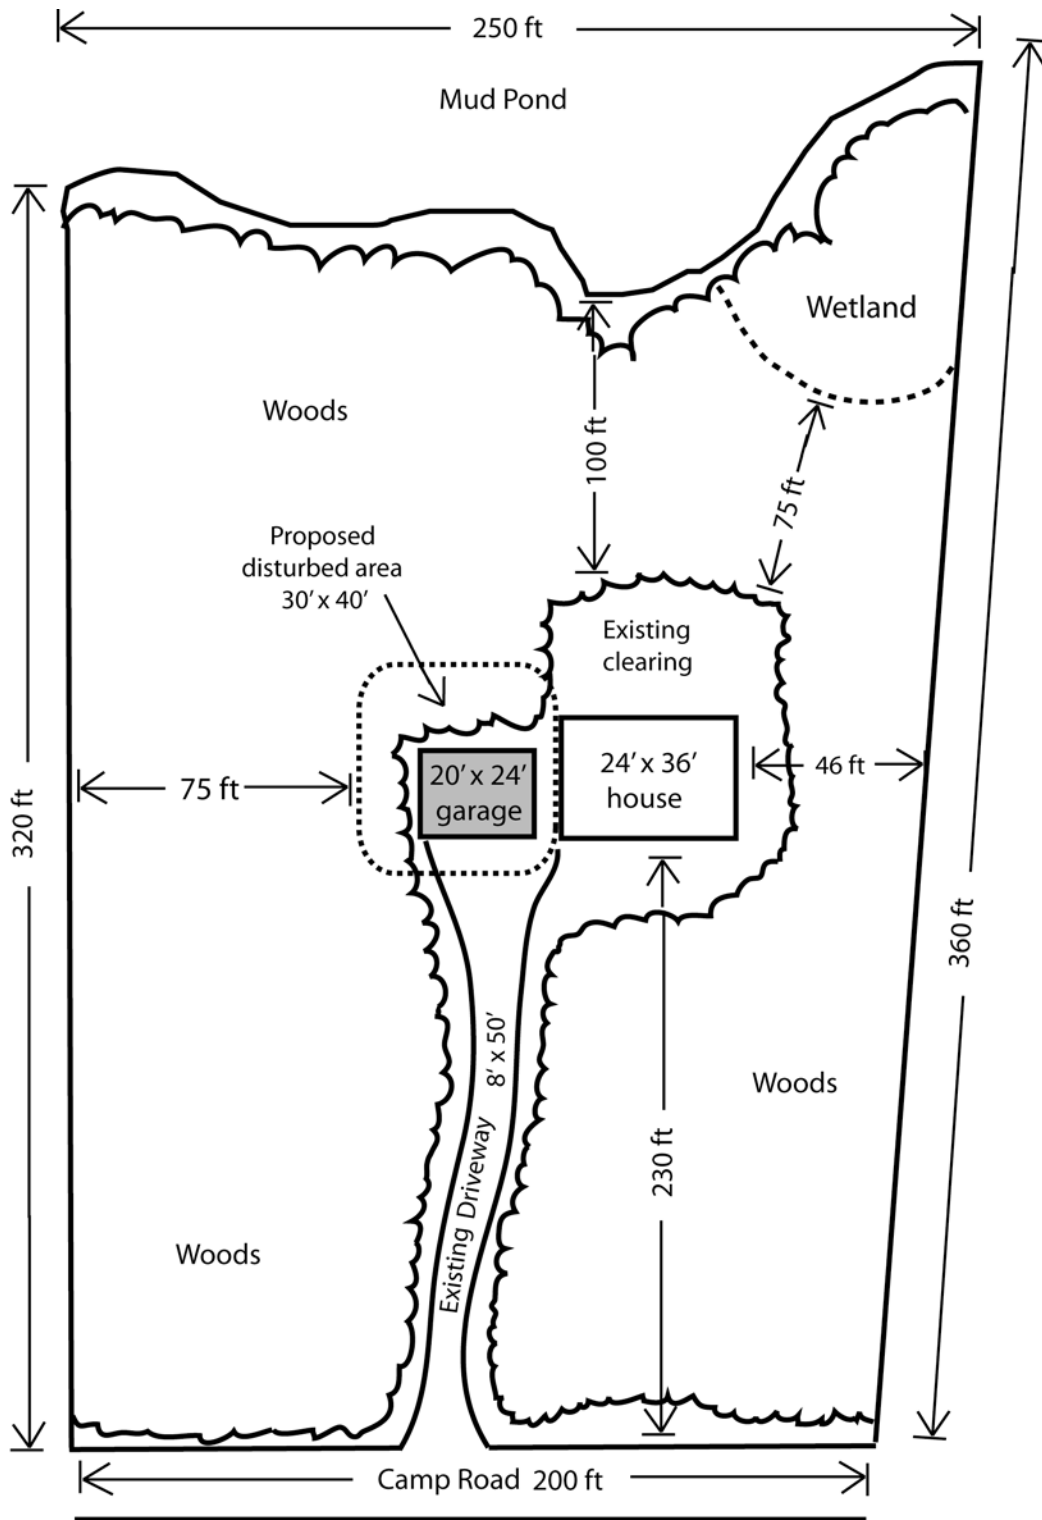 250 ft
Mud Pond
Wetland
Woods
100 ft
75 ft
Proposed
disturbed area
30’ x 40’
Existing
clearing
20’ x 24’
garage
24’ x 36’
house
46 ft
75 ft
320 ft
360 ft
8’ x 50’
Existing Driveway
230 ft
Woods
Woods
Camp Road 200 ft